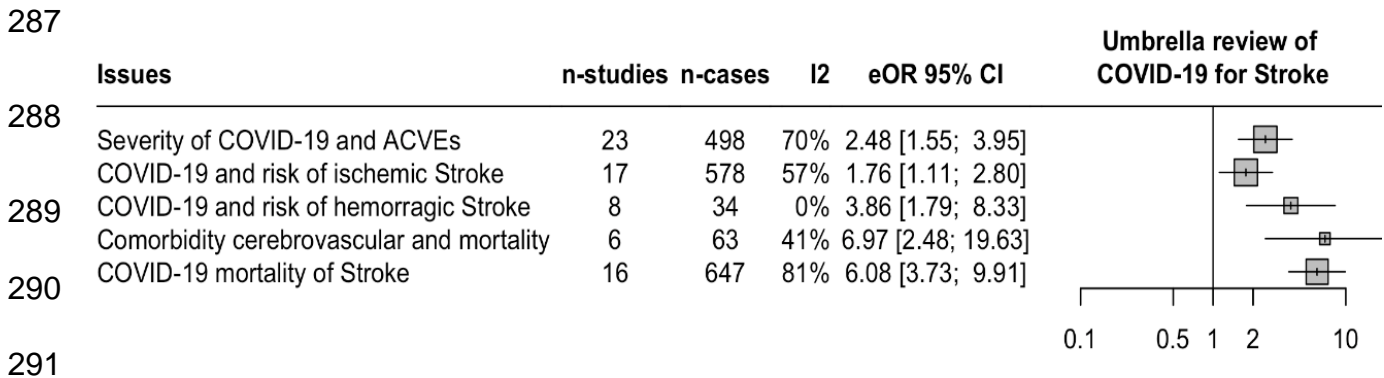 287
Umbrella review of
Issues n-studies n-cases I2 eOR 95% CI COVID-19 for Stroke
288
Severity of COVID-19 and ACVEs 23 498 70% 2.48 [1.55; 3.95]
COVID-19 and risk of ischemic Stroke 17 578 57% 1.76 [1.11; 2.80]
289
COVID-19 and risk of hemorragic Stroke 8 34 0% 3.86 [1.79; 8.33]
Comorbidity cerebrovascular and mortality 6 63 41% 6.97 [2.48; 19.63]
COVID-19 mortality of Stroke 16 647 81% 6.08 [3.73; 9.91]
290
0.1 0.5 1 2 10
291